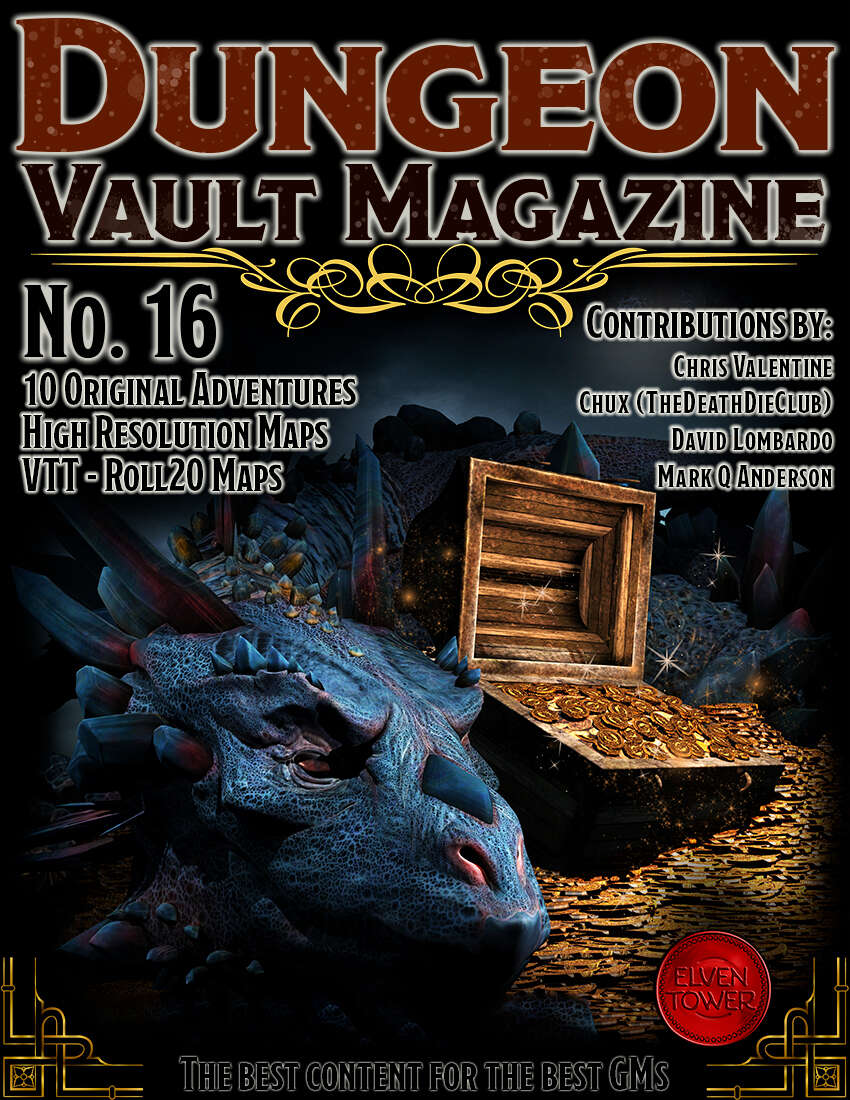 Dungeon
Vault Magazine
No. 16
10 Original Adventures
High Resolution Maps
VTT - Roll20 Maps
Contributions by:
Chris Valentine
Chux (TheDeathDieClub)
David Lombardo
Mark Q Anderson
ELVEN
TOWER
The best content for the best GMs